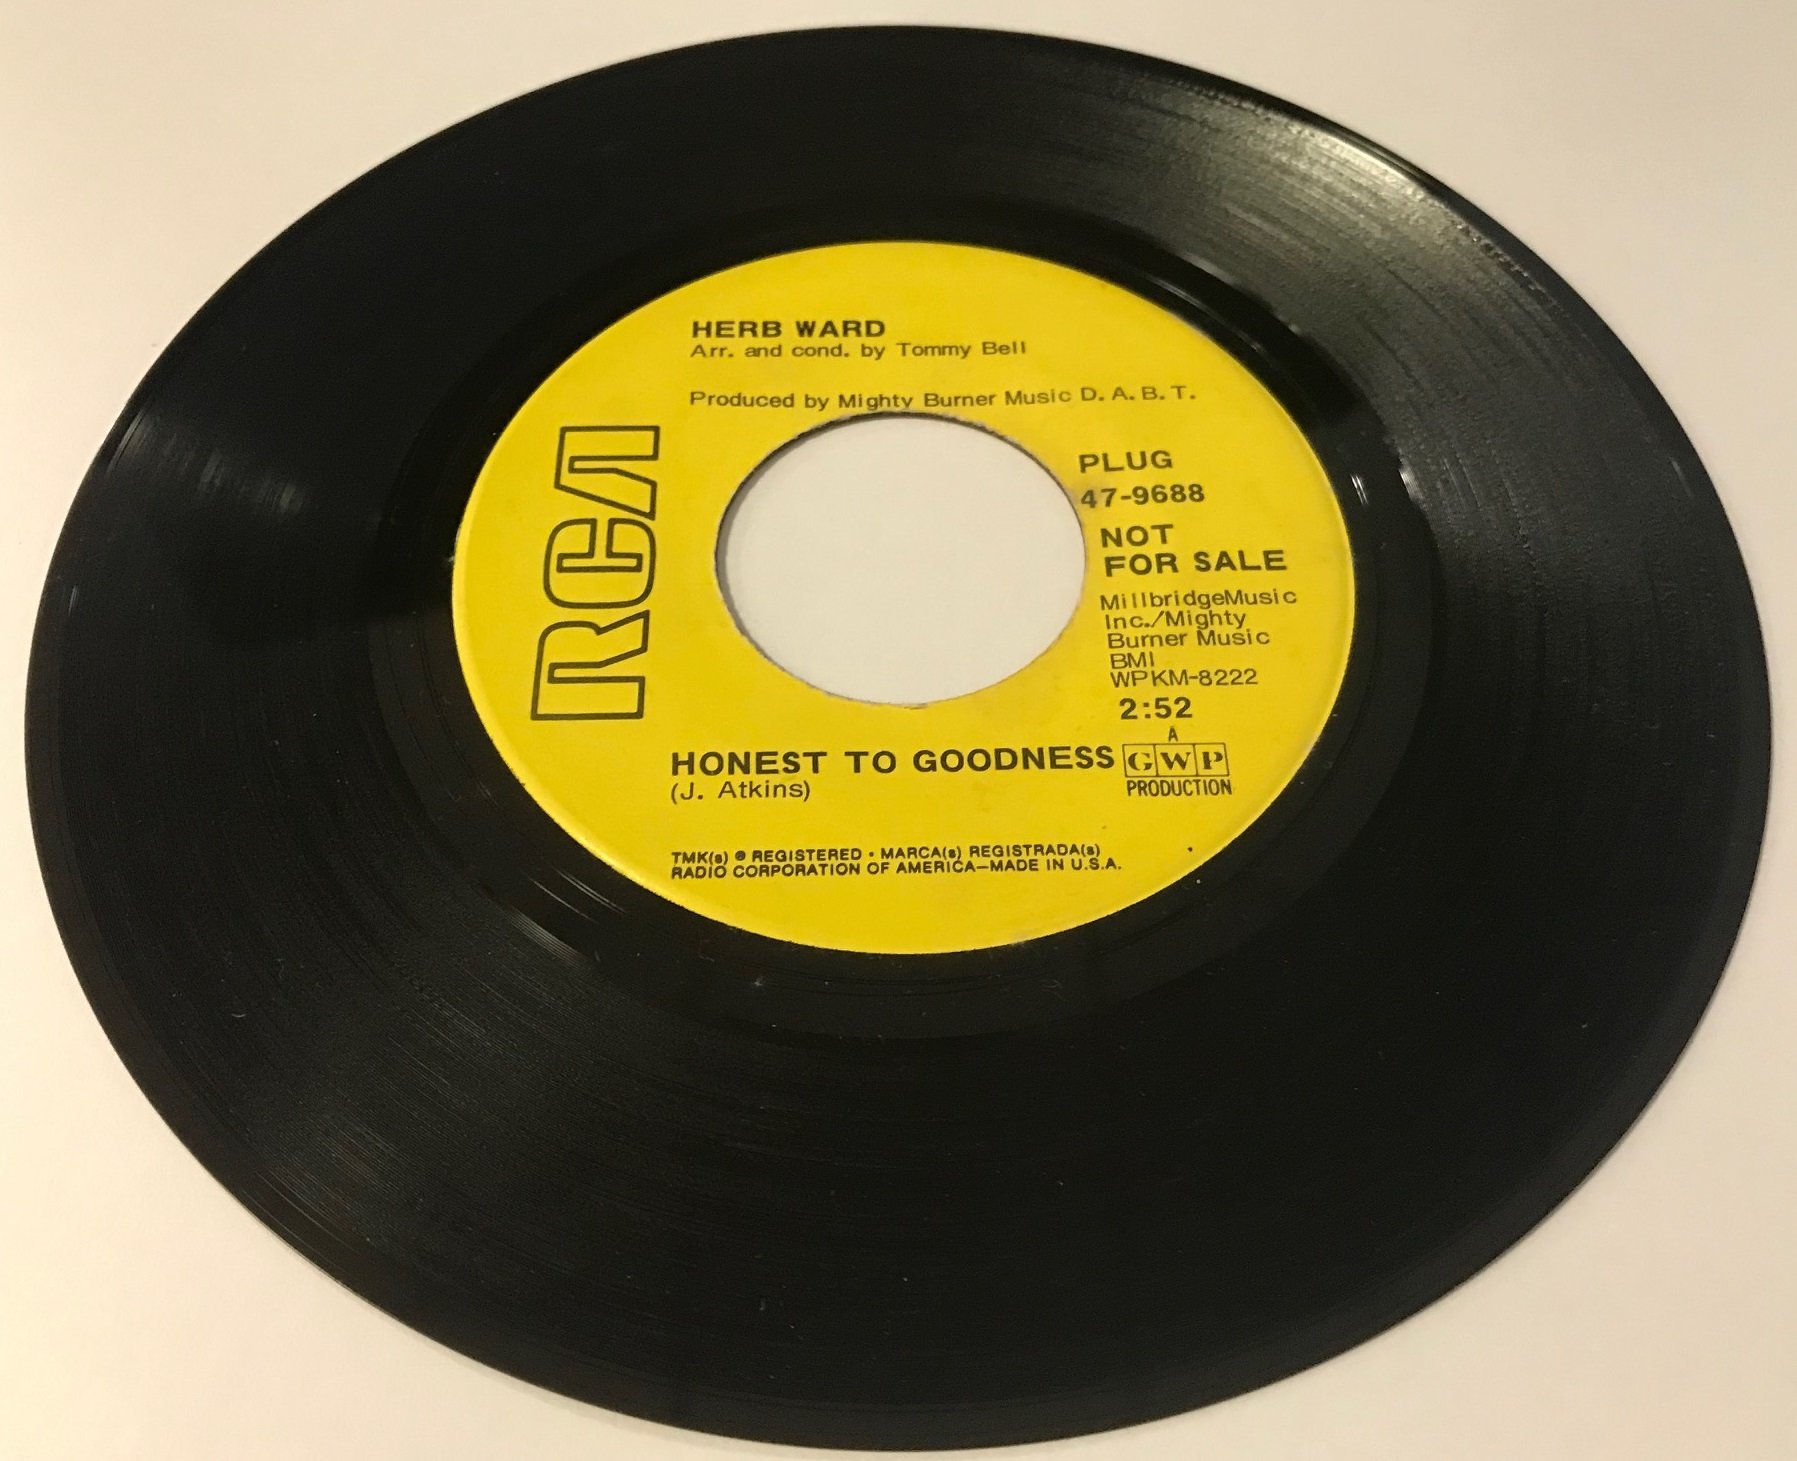 HERB WARD
Arr. and cond. by Tommy Bell
Produced by Mighty Burner Music D. A. B. T.
RCA
PLUG
47-9688
NOT
FOR SALE
MillbridgeMusic
Inc./Mighty
Burner Music
BMI
WPKM-8222
2:52
HONEST TO GOODNESS
(J. Atkins)
A
GWP
PRODUCTION
TMK(s) ® REGISTERED • MARCA(s) REGISTRADA(s)
RADIO CORPORATION OF AMERICA—MADE IN U.S.A.